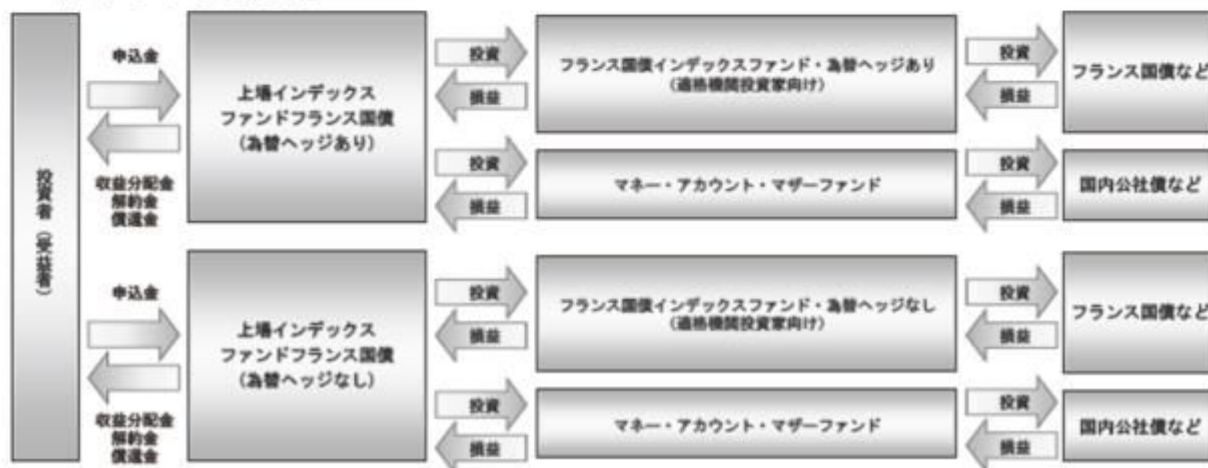 投資者（受益者）
申込金
収益分配金
解約金
償還金
上場インデックス
ファンドフランス国債
（為替ヘッジあり）
投資
損益
フランス国債インデックスファンド・為替ヘッジあり
（適格機関投資家向け）
投資
損益
フランス国債など
投資
損益
マネー・アカウント・マザーファンド
投資
損益
国内公社債など
申込金
収益分配金
解約金
償還金
上場インデックス
ファンドフランス国債
（為替ヘッジなし）
投資
損益
フランス国債インデックスファンド・為替ヘッジなし
（適格機関投資家向け）
投資
損益
フランス国債など
投資
損益
マネー・アカウント・マザーファンド
投資
損益
国内公社債など